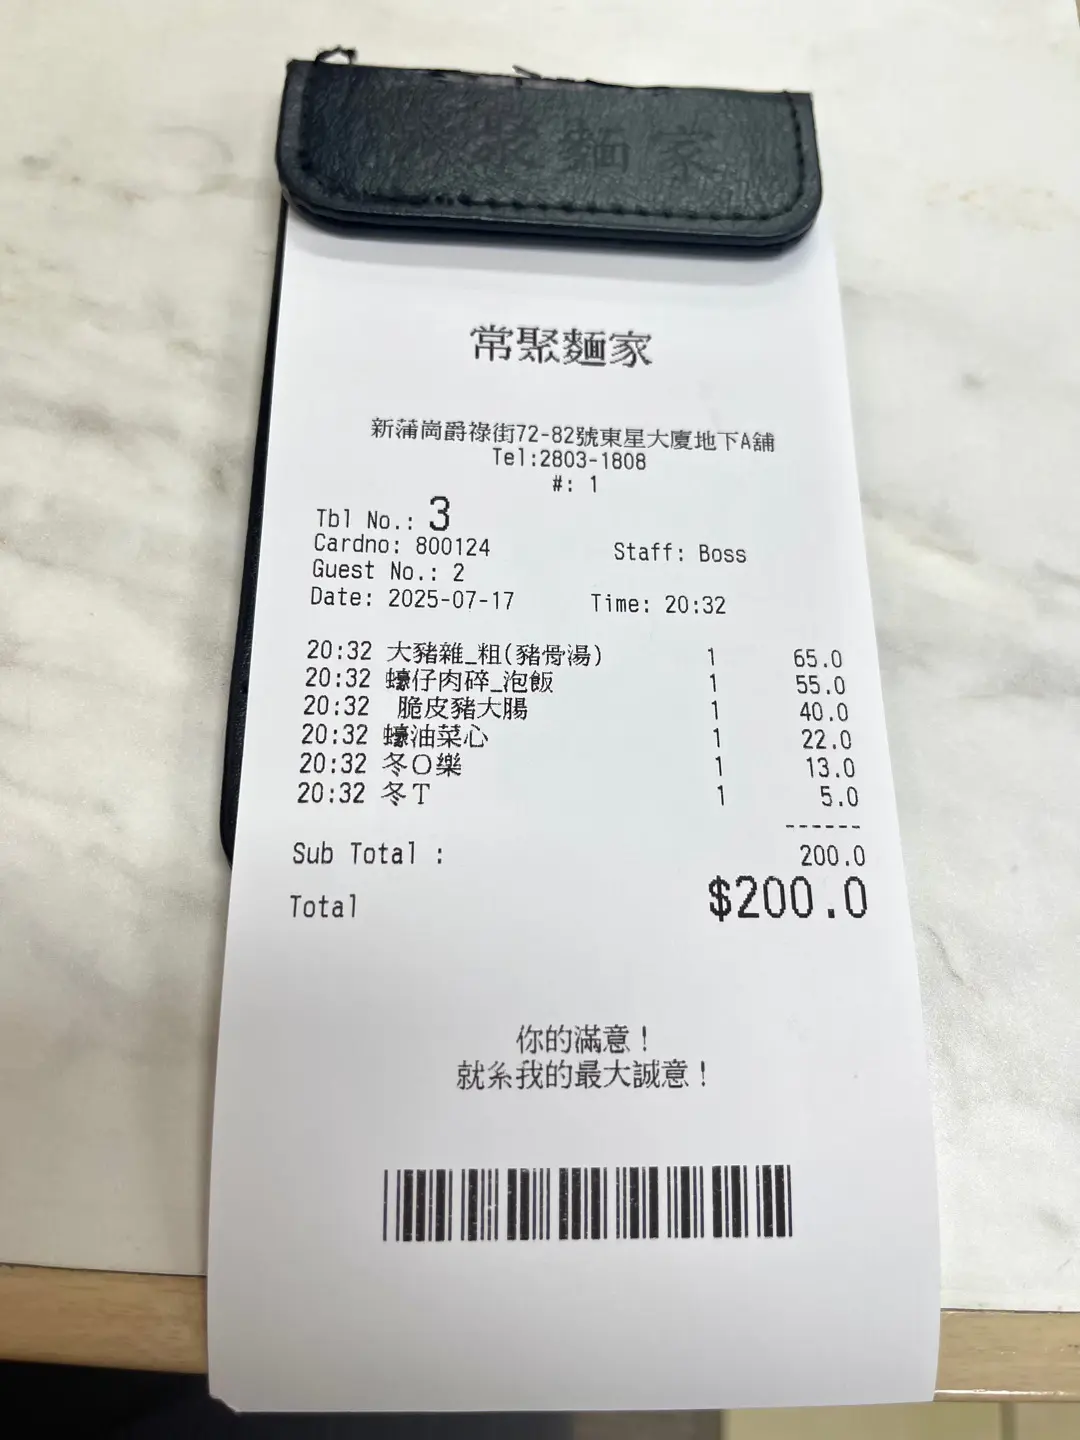 聚麵家
常聚麵家
新蒲崗爵祿街72-82號東星大廈地下A舖
Tel:2803-1808
#: 1
Tbl No.: 3
Cardno: 800124 Staff: Boss
Guest No.: 2
Date: 2025-07-17 Time: 20:32
20:32 大豬雜_粗(豬骨湯) 1 65.0
20:32 蠔仔肉碎_泡飯 1 55.0
20:32 脆皮豬大腸 1 40.0
20:32 蠔油菜心 1 22.0
20:32 冬O樂 1 13.0
20:32 冬T 1 5.0
------
Sub Total : 200.0
Total $200.0
你的滿意！
就糸我的最大誠意！